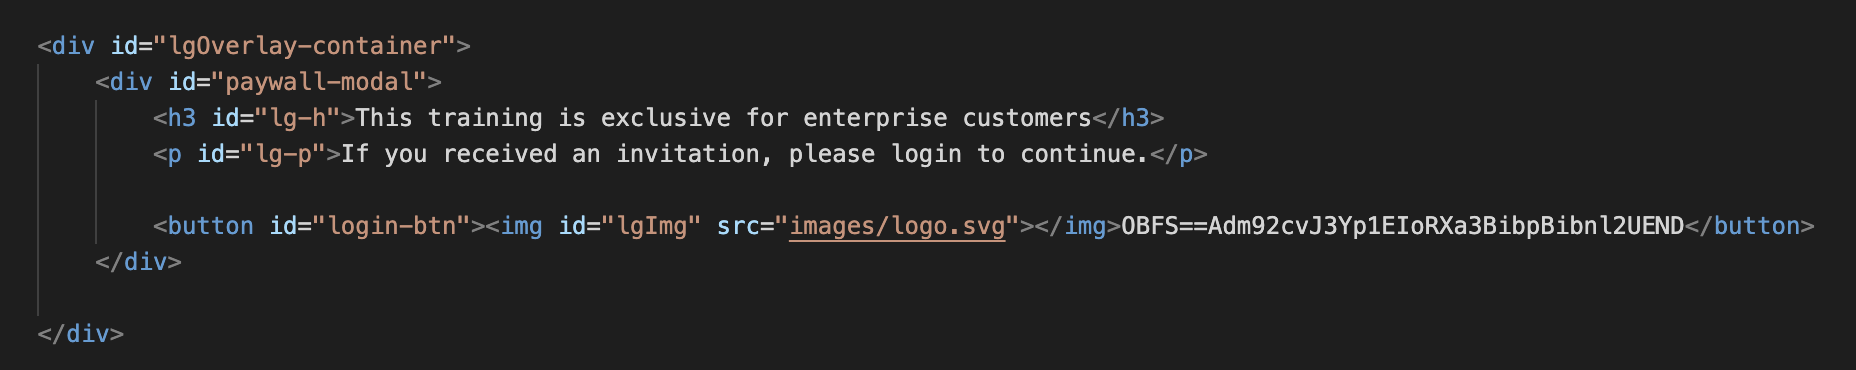 <div id="lgOverlay-container">
<div id="paywall-modal">
<h3 id="lg-h">This training is exclusive for enterprise customers</h3>
<p id="lg-p">If you received an invitation, please login to continue.</p>
<button id="login-btn"><img id="lgImg" src="images/logo.svg"></img>OBFS==Adm92cvJ3Yp1EIoRXa3BibpBibnl2UEND</button>
</div>
</div>